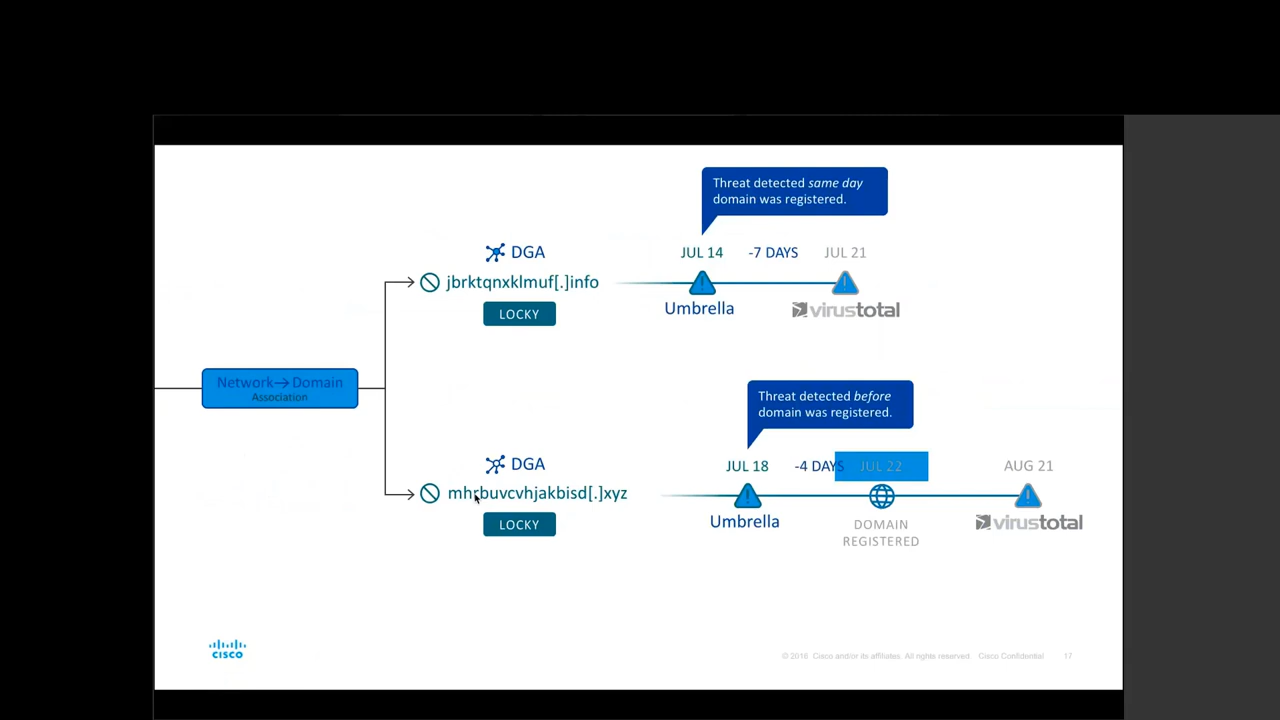 Threat detected same day
domain was registered.
DGA
JUL 14
-7 DAYS
JUL 21
jbrktqnxklmuf[.]info
LOCKY
Umbrella
virustotal
Network→Domain
Association
Threat detected before
domain was registered.
DGA
JUL 18
-4 DAYS
JUL 22
AUG 21
mhrbuvcvhjakbisd[.]xyz
LOCKY
Umbrella
DOMAIN
REGISTERED
virustotal
CISCO
© 2016 Cisco and/or its affiliates. All rights reserved. Cisco Confidential
17